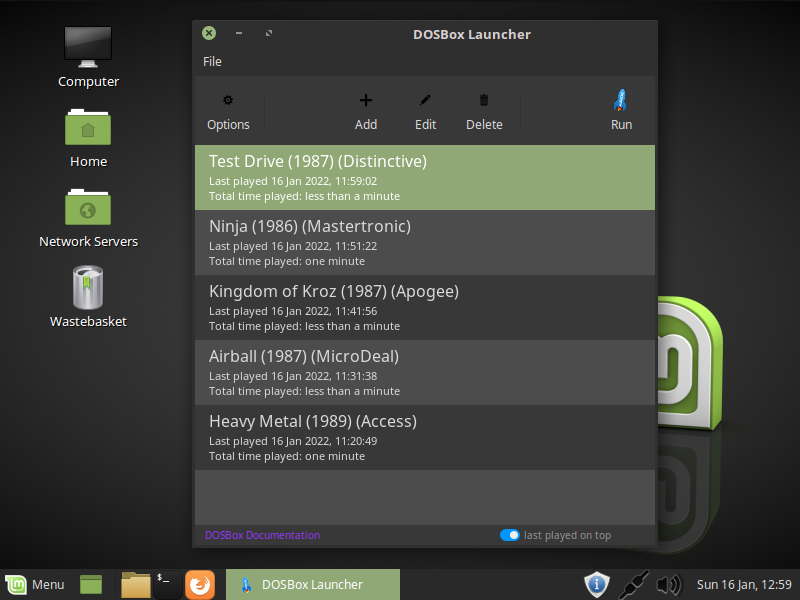 Computer
Home
Network Servers
Wastebasket
DOSBox Launcher
File
Options
Add
Edit
Delete
Run
Test Drive (1987) (Distinctive)
Last played 16 Jan 2022, 11:59:02
Total time played: less than a minute
Ninja (1986) (Mastertronic)
Last played 16 Jan 2022, 11:51:22
Total time played: one minute
Kingdom of Kroz (1987) (Apogee)
Last played 16 Jan 2022, 11:41:56
Total time played: less than a minute
Airball (1987) (MicroDeal)
Last played 16 Jan 2022, 11:31:38
Total time played: less than a minute
Heavy Metal (1989) (Access)
Last played 16 Jan 2022, 11:20:49
Total time played: one minute
DOSBox Documentation
last played on top
Menu
$_
DOSBox Launcher
Sun 16 Jan, 12:59